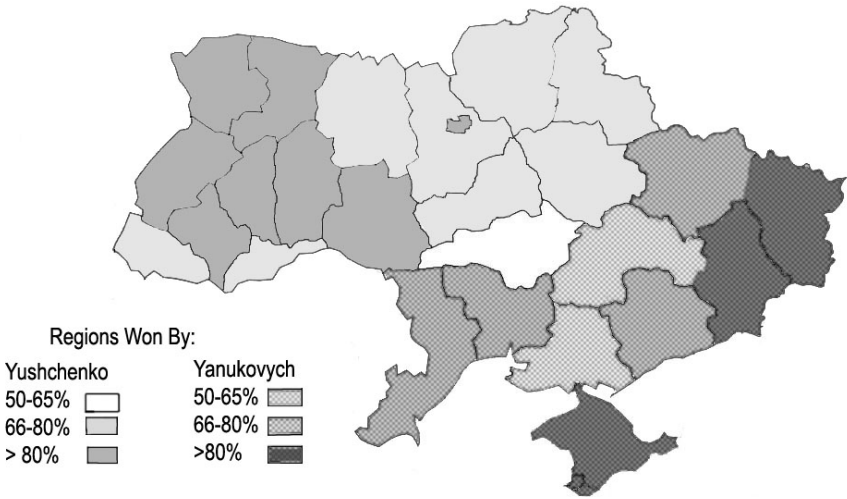 Regions Won By:
Yushchenko
50-65%
66-80%
> 80%
Yanukovych
50-65%
66-80%
>80%